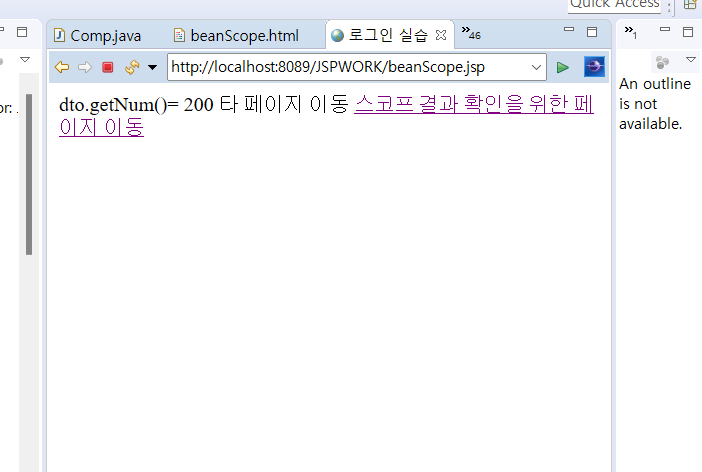 Quick Access
Comp.java
beanScope.html
로그인 실습
»46
»1
http://localhost:8089/JSPWORK/beanScope.jsp
or: .
dto.getNum()= 200 타 페이지 이동 스코프 결과 확인을 위한 페
이지 이동
An outline
is not
available.